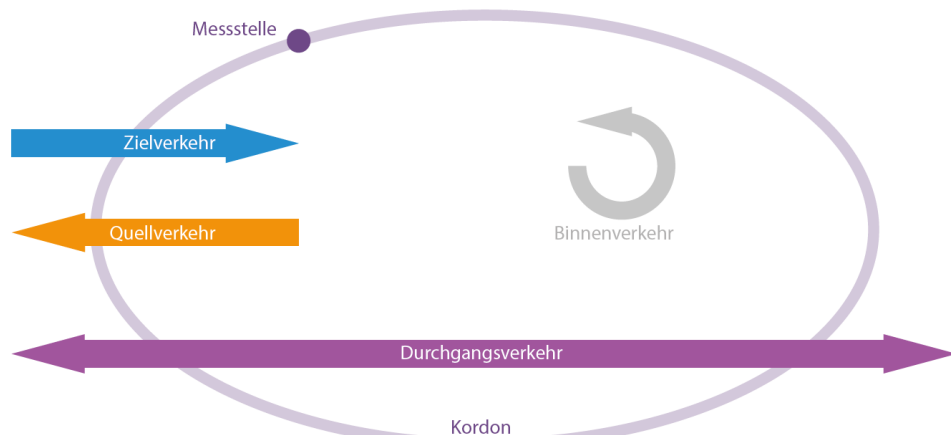 Messstelle
Zielverkehr
Quellverkehr
Binnenverkehr
Durchgangsverkehr
Kordon